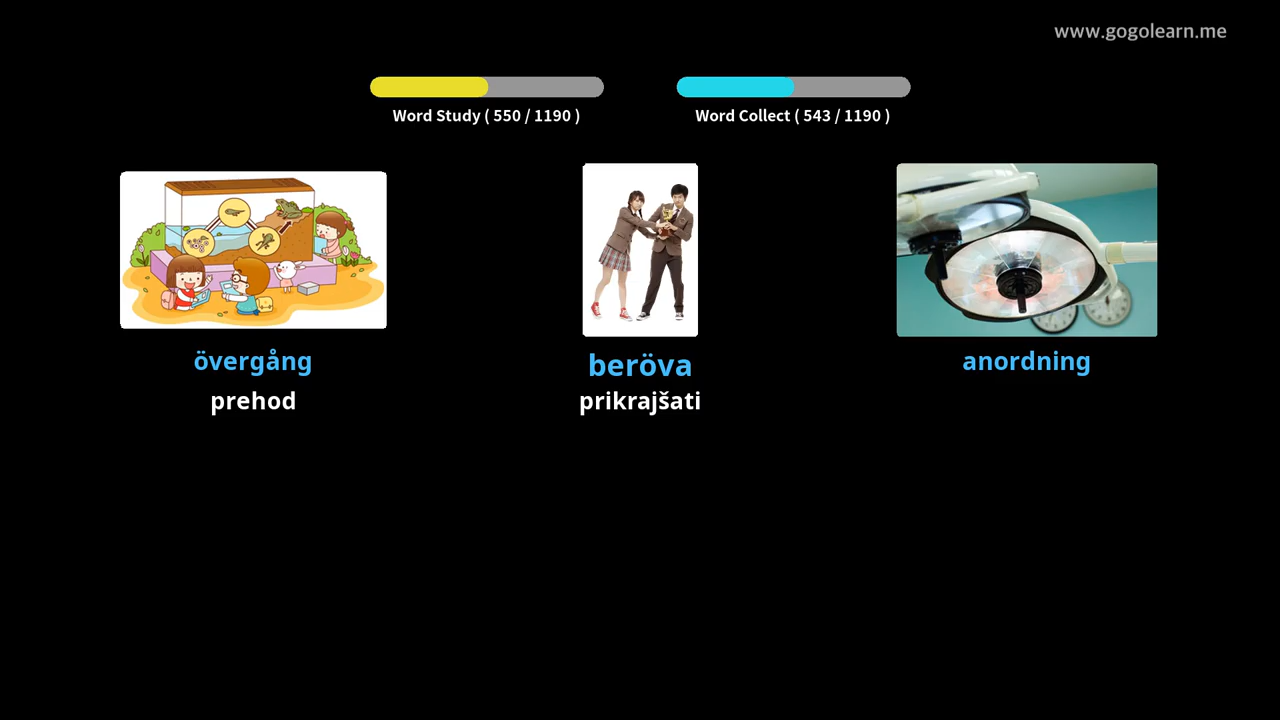 www.gogolearn.me
Word Study ( 550 / 1190 )
Word Collect ( 543 / 1190 )
övergång
beröva
anordning
prehod
prikrajšati